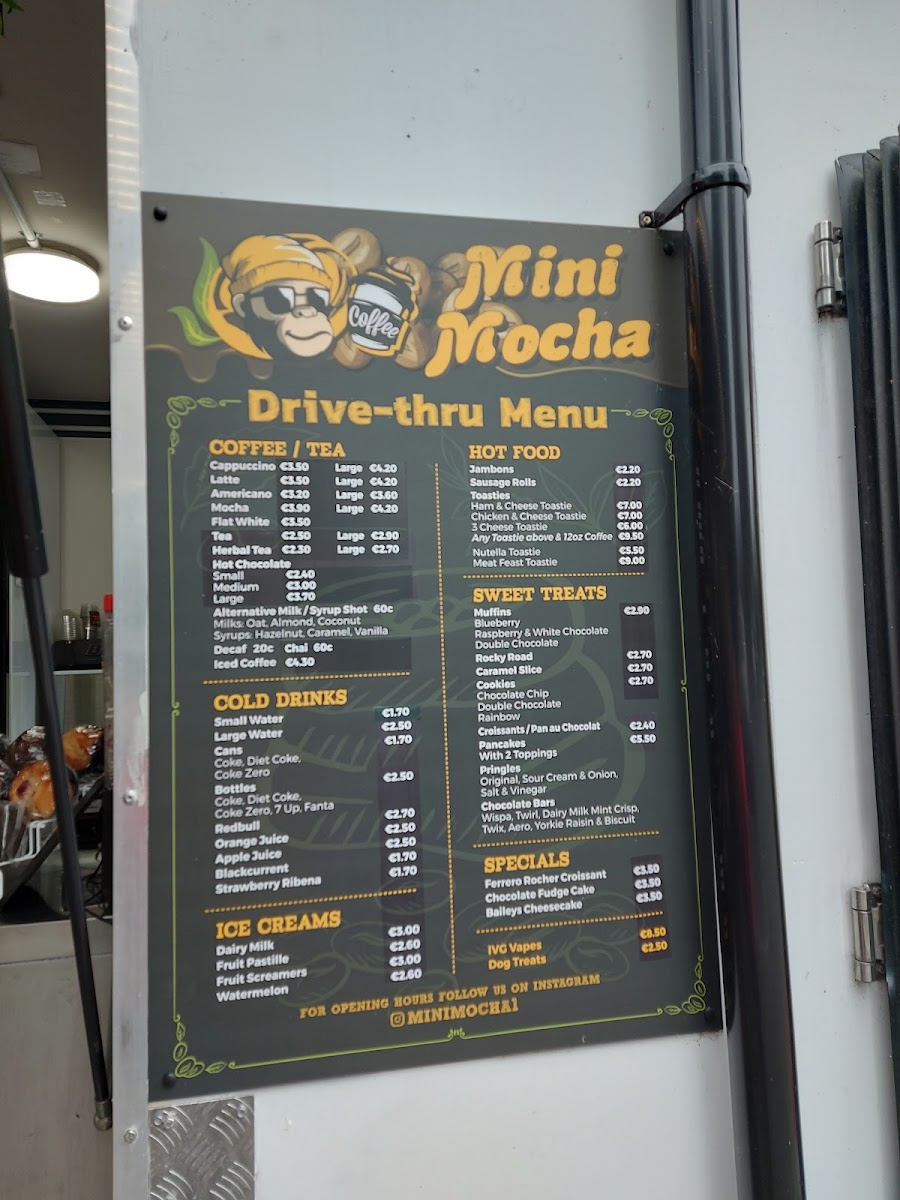 Coffee
Mini
Mocha
Drive-thru Menu
COFFEE / TEA
Cappuccino €3.50 Large €4.20
Latte €3.50 Large €4.20
Americano €3.20 Large €3.60
Mocha €3.90 Large €4.20
Flat White €3.50
Tea €2.50 Large €2.90
Herbal Tea €2.30 Large €2.70
Hot Chocolate
Small €2.40
Medium €3.00
Large €3.70
Alternative Milk / Syrup Shot 60c
Milks: Oat, Almond, Coconut
Syrups: Hazelnut, Caramel, Vanilla
Decaf 20c Chai 60c
Iced Coffee €4.30
COLD DRINKS
Small Water €1.70
Large Water €2.50
Cans €1.70
Coke, Diet Coke,
Coke Zero
Bottles €2.50
Coke, Diet Coke,
Coke Zero, 7 Up, Fanta
Redbull €2.70
Orange Juice €2.50
Apple Juice €2.50
Blackcurrent €1.70
Strawberry Ribena €1.70
ICE CREAMS
Dairy Milk €3.00
Fruit Pastille €2.60
Fruit Screamers €3.00
Watermelon €2.60
HOT FOOD
Jambons €2.20
Sausage Rolls €2.20
Toasties
Ham & Cheese Toastie €7.00
Chicken & Cheese Toastie €7.00
3 Cheese Toastie €6.00
Any Toastie above & 12oz Coffee €9.50
Nutella Toastie €5.50
Meat Feast Toastie €9.00
SWEET TREATS
Muffins €2.90
Blueberry
Raspberry & White Chocolate
Double Chocolate
Rocky Road €2.70
Caramel Slice €2.70
Cookies €2.70
Chocolate Chip
Double Chocolate
Rainbow
Croissants / Pan au Chocolat €2.40
Pancakes €5.50
With 2 Toppings
Pringles
Original, Sour Cream & Onion,
Salt & Vinegar
Chocolate Bars
Wispa, Twirl, Dairy Milk Mint Crisp,
Twix, Aero, Yorkie Raisin & Biscuit
SPECIALS
Ferrero Rocher Croissant €3.50
Chocolate Fudge Cake €3.50
Baileys Cheesecake €3.50
IVG Vapes €8.50
Dog Treats €2.50
FOR OPENING HOURS FOLLOW US ON INSTAGRAM
MINIMOCHA1